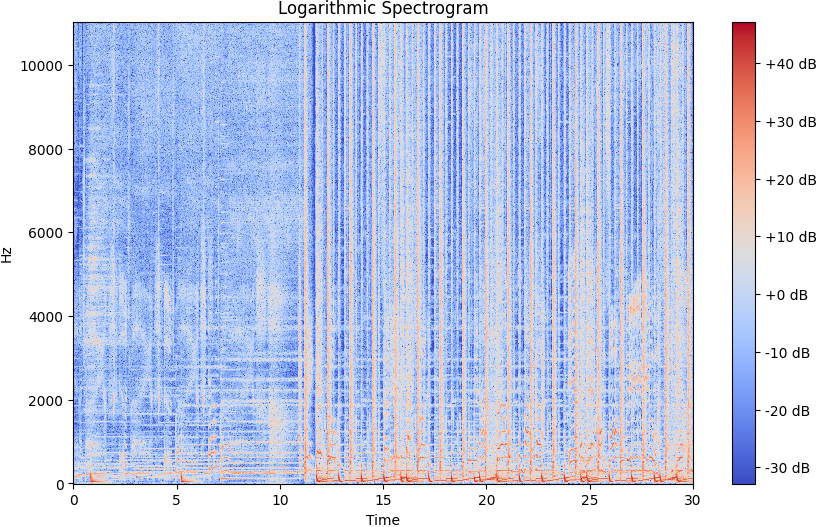 Logarithmic Spectrogram
Hz
10000
8000
6000
4000
2000
0
0 5 10 15 20 25 30
Time
+40 dB
+30 dB
+20 dB
+10 dB
+0 dB
-10 dB
-20 dB
-30 dB